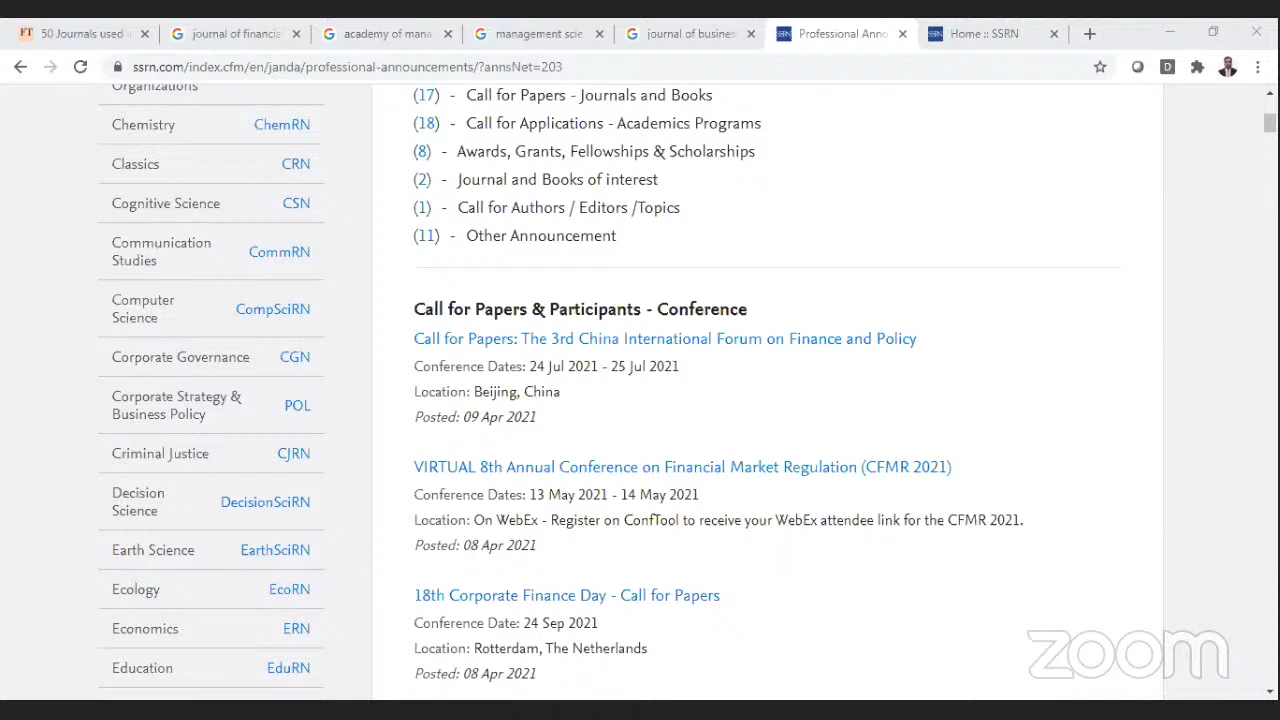 FT 50 Journals used i
journal of financia
academy of mana
management scie
journal of busines
SSRN Professional Anno
SSRN Home :: SSRN
ssrn.com/index.cfm/en/janda/professional-announcements/?annsNet=203
D
Organizations
Chemistry ChemRN
Classics CRN
Cognitive Science CSN
Communication
Studies CommRN
Computer
Science CompSciRN
Corporate Governance CGN
Corporate Strategy &
Business Policy POL
Criminal Justice CJRN
Decision
Science DecisionSciRN
Earth Science EarthSciRN
Ecology EcoRN
Economics ERN
Education EduRN
(17) - Call for Papers - Journals and Books
(18) - Call for Applications - Academics Programs
(8) - Awards, Grants, Fellowships & Scholarships
(2) - Journal and Books of interest
(1) - Call for Authors / Editors /Topics
(11) - Other Announcement
Call for Papers & Participants - Conference
Call for Papers: The 3rd China International Forum on Finance and Policy
Conference Dates: 24 Jul 2021 - 25 Jul 2021
Location: Beijing, China
Posted: 09 Apr 2021
VIRTUAL 8th Annual Conference on Financial Market Regulation (CFMR 2021)
Conference Dates: 13 May 2021 - 14 May 2021
Location: On WebEx - Register on ConfTool to receive your WebEx attendee link for the CFMR 2021.
Posted: 08 Apr 2021
18th Corporate Finance Day - Call for Papers
Conference Date: 24 Sep 2021
Location: Rotterdam, The Netherlands
Posted: 08 Apr 2021
zoom